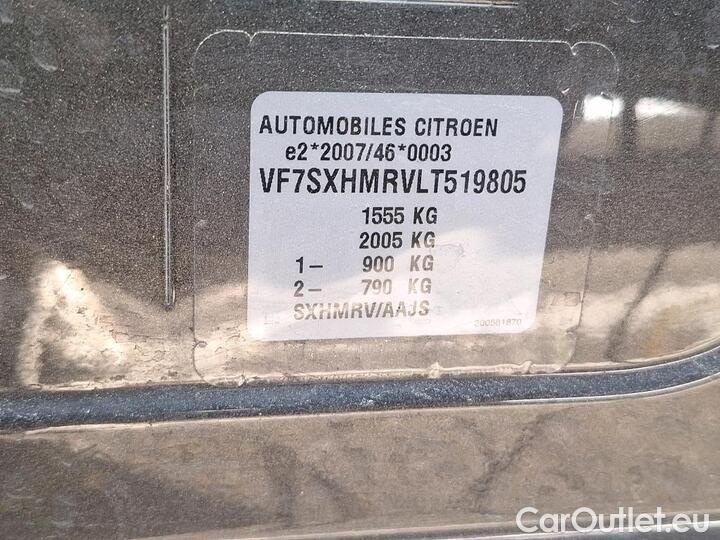 AUTOMOBILES CITROEN
e2*2007/46*0003
VF7SXHMRVLT519805
1555 KG
2005 KG
1- 900 KG
2- 790 KG
SXHMRV/AAJS
200581870
CarOutlet.eu